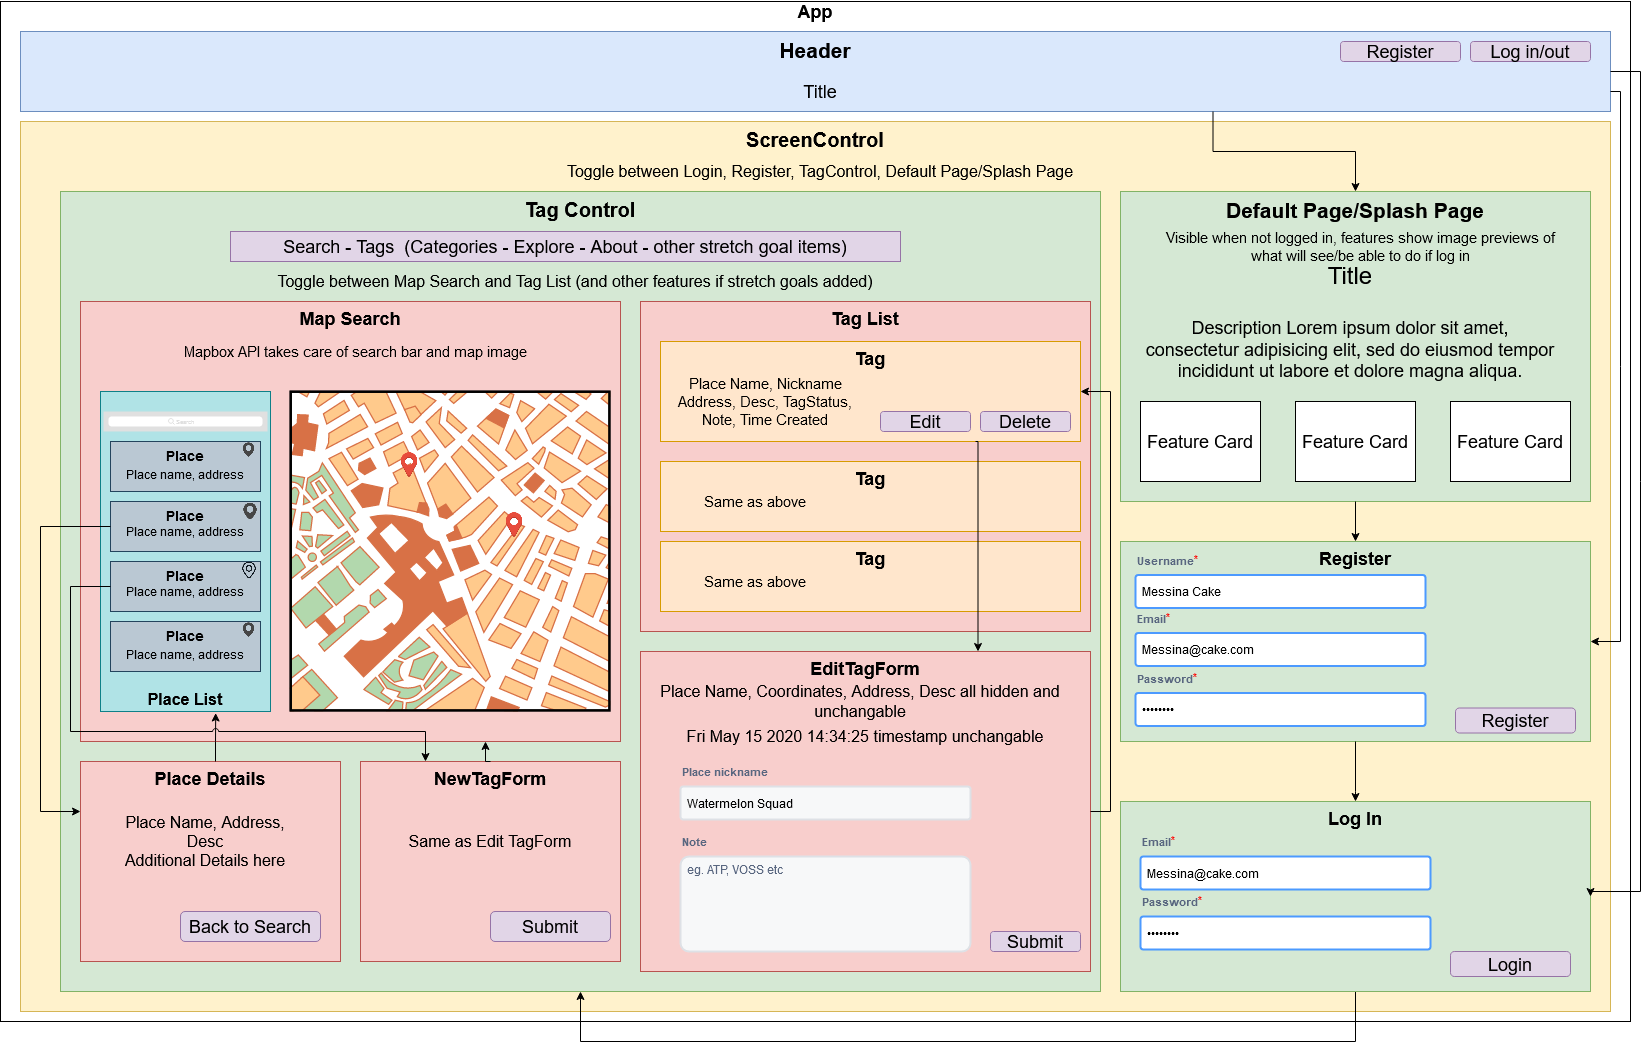 App
Header
Register
Log in/out
Title
ScreenControl
Toggle between Login, Register, TagControl, Default Page/Splash Page
Tag Control
Search - Tags  (Categories - Explore - About - other stretch goal items)
Toggle between Map Search and Tag List (and other features if stretch goals added)
Map Search
Mapbox API takes care of search bar and map image
Search
Place
Place name, address
Place
Place name, address
Place
Place name, address
Place
Place name, address
Place List
Tag List
Tag
Place Name, Nickname
Address, Desc, TagStatus,
Note, Time Created
Edit
Delete
Tag
Same as above
Tag
Same as above
Place Details
Place Name, Address,
Desc
Additional Details here
Back to Search
NewTagForm
Same as Edit TagForm
Submit
EditTagForm
Place Name, Coordinates, Address, Desc all hidden and
unchangable
Fri May 15 2020 14:34:25 timestamp unchangable
Place nickname
Watermelon Squad
Note
eg. ATP, VOSS etc
Submit
Default Page/Splash Page
Visible when not logged in, features show image previews of
what will see/be able to do if log in
Title
Description Lorem ipsum dolor sit amet,
consectetur adipisicing elit, sed do eiusmod tempor
incididunt ut labore et dolore magna aliqua.
Feature Card
Feature Card
Feature Card
Register
Username*
Messina Cake
Email*
Messina@cake.com
Password*
••••••••
Register
Log In
Email*
Messina@cake.com
Password*
••••••••
Login